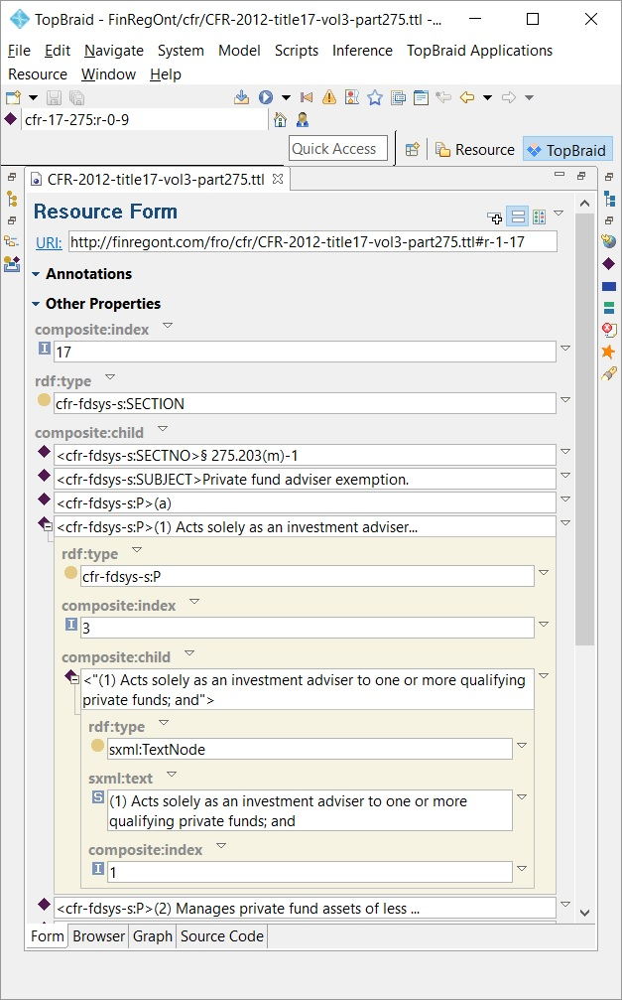 TopBraid - FinRegOnt/cfr/CFR-2012-title17-vol3-part275.ttl -...
File Edit Navigate System Model Scripts Inference TopBraid Applications
Resource Window Help
cfr-17-275:r-0-9
Quick Access Resource TopBraid
CFR-2012-title17-vol3-part275.ttl
Resource Form
URI: http://finregont.com/fro/cfr/CFR-2012-title17-vol3-part275.ttl#r-1-17
Annotations
Other Properties
composite:index
I 17
rdf:type
cfr-fdsys-s:SECTION
composite:child
<cfr-fdsys-s:SECTNO>§ 275.203(m)-1
<cfr-fdsys-s:SUBJECT>Private fund adviser exemption.
<cfr-fdsys-s:P>(a)
<cfr-fdsys-s:P>(1) Acts solely as an investment adviser...
rdf:type
cfr-fdsys-s:P
composite:index
I 3
composite:child
<"(1) Acts solely as an investment adviser to one or more qualifying
private funds; and">
rdf:type
sxml:TextNode
sxml:text
S (1) Acts solely as an investment adviser to one or more
qualifying private funds; and
composite:index
I 1
<cfr-fdsys-s:P>(2) Manages private fund assets of less ...
Form Browser Graph Source Code